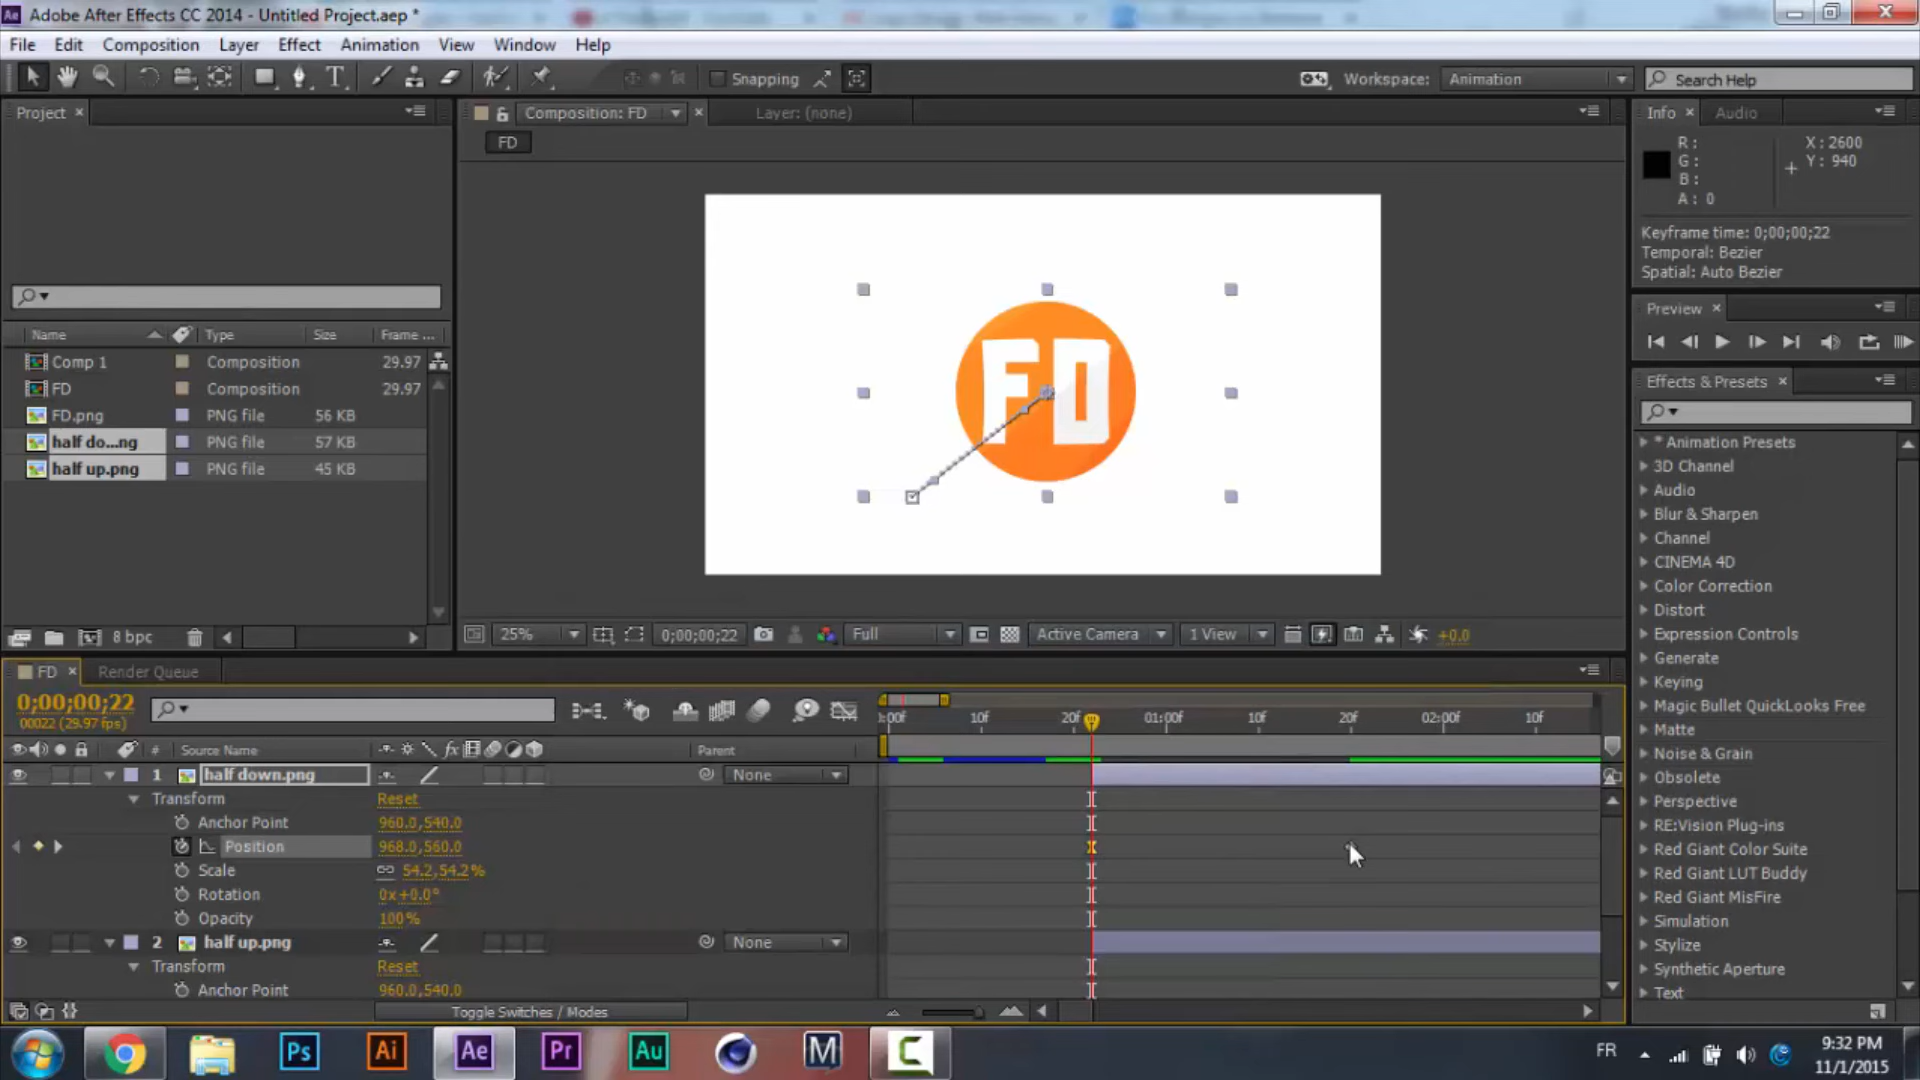 Adobe After Effects CC 2014 - Untitled Project.aep *
File Edit Composition Layer Effect Animation View Window Help
Snapping
Workspace: Animation
Search Help
Project
Composition: FD
Layer: (none)
FD
Info
Audio
R :
G :
B :
A : 0
X : 2600
Y : 940
Keyframe time: 0;00;00;22
Temporal: Bezier
Spatial: Auto Bezier
Preview
Effects & Presets
Name Type Size Frame ...
Comp 1 Composition 29.97
FD Composition 29.97
FD.png PNG file 56 KB
half do...ng PNG file 57 KB
half up.png PNG file 45 KB
FD
* Animation Presets
3D Channel
Audio
Blur & Sharpen
Channel
CINEMA 4D
Color Correction
Distort
Expression Controls
Generate
Keying
Magic Bullet QuickLooks Free
Matte
Noise & Grain
Obsolete
Perspective
RE:Vision Plug-ins
Red Giant Color Suite
Red Giant LUT Buddy
Red Giant MisFire
Simulation
Stylize
Synthetic Aperture
Text
8 bpc
25%
0;00;00;22
Full
Active Camera
1 View
+0.0
FD
Render Queue
0;00;00;22
00022 (29.97 fps)
:00f 10f 20f 01:00f 10f 20f 02:00f 10f
# Source Name
fx
Parent
1 half down.png None
Transform Reset
Anchor Point 960.0,540.0
Position 968.0,560.0
Scale 54.2,54.2%
Rotation 0x+0.0°
Opacity 100%
2 half up.png None
Transform Reset
Anchor Point 960.0,540.0
Toggle Switches / Modes
Ps
Ai
Ae
Pr
Au
M
C
FR
9:32 PM
11/1/2015